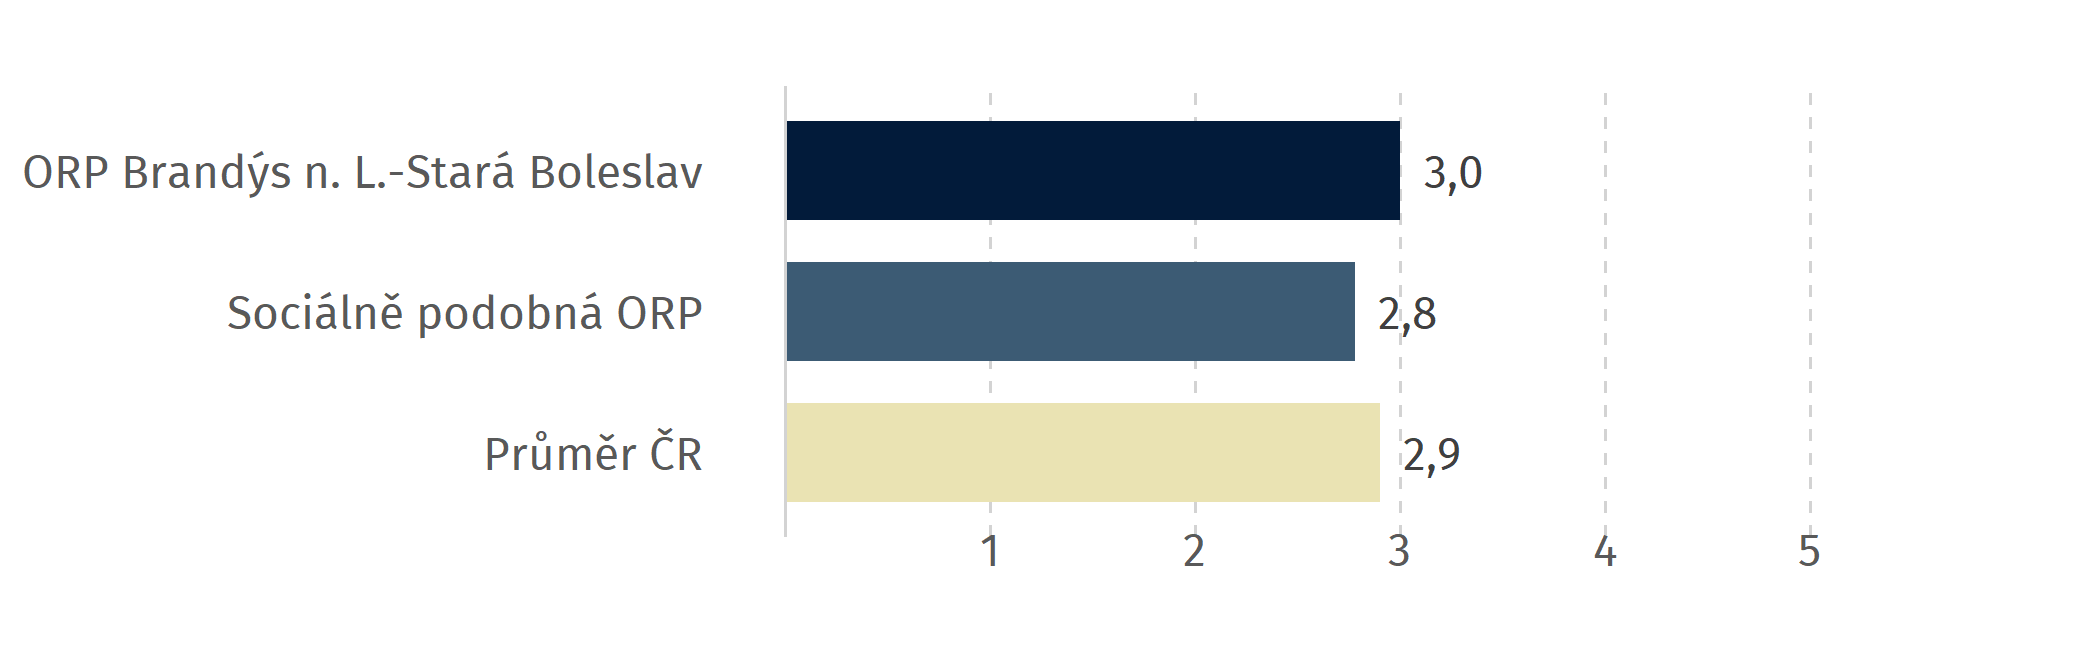 ORP Brandýs n. L.-Stará Boleslav 3,0
Sociálně podobná ORP 2,8
Průměr ČR 2,9
1 2 3 4 5